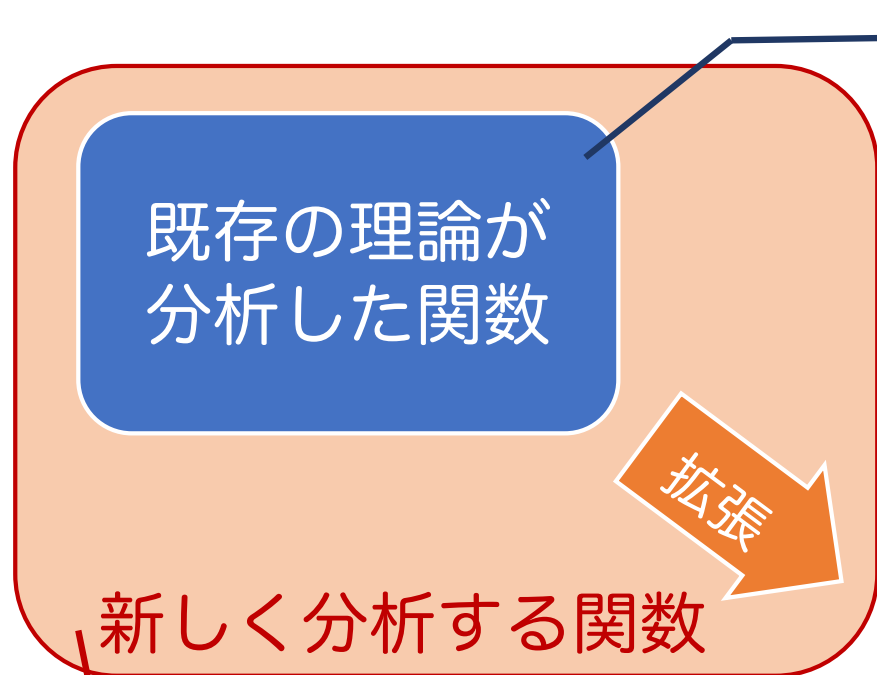 既存の理論が
分析した関数
拡張
新しく分析する関数